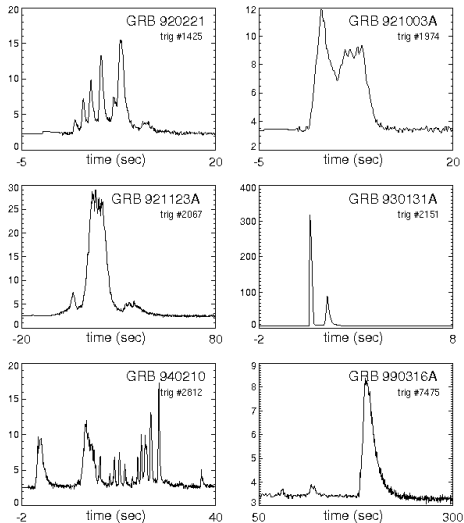 20
GRB 920221
trig #1425
15
10
5
0
-5
time (sec)
20
12
GRB 921003A
trig #1974
10
8
6
4
2
-5
time (sec)
20
30
GRB 921123A
trig #2067
25
20
15
10
5
0
-20
time (sec)
80
400
GRB 930131A
trig #2151
300
200
100
0
-2
time (sec)
8
20
GRB 940210
trig #2812
15
10
5
0
-2
time (sec)
40
9
GRB 990316A
trig #7475
8
7
6
5
4
3
50
time (sec)
300